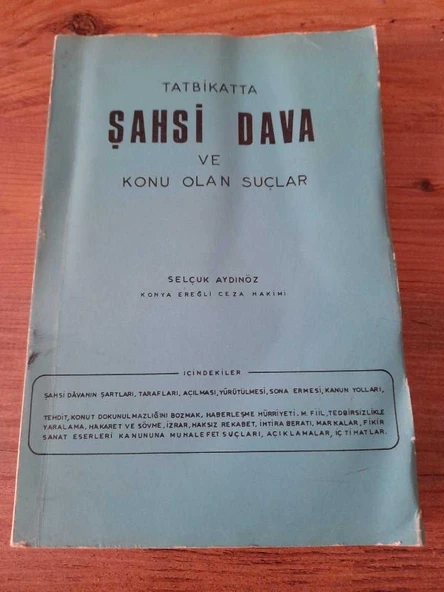 TATBİKATTA
ŞAHSİ DAVA
VE
KONU OLAN SUÇLAR
SELÇUK AYDINÖZ
KONYA EREĞLİ CEZA HAKİMİ
İÇİNDEKİLER
ŞAHSİ DÂVANIN ŞARTLARI, TARAFLARI, AÇILMASI, YÜRÜTÜLMESİ, SONA ERMESİ, KANUN YOLLARI,
TEHDİT, KONUT DOKUNULMAZLIĞINI BOZMAK, HABERLEŞME HÜRRİYETİ, M. FİİL, TEDBİRSİZLİKLE
YARALAMA, HAKARET VE SÖVME, İZRAR, HAKSIZ REKABET, İHTİRA BERATI, MARKALAR, FİKİR
SANAT ESERLERİ KANUNUNA MUHALEFET SUÇLARI, AÇIKLAMALAR, İÇTİHATLAR.